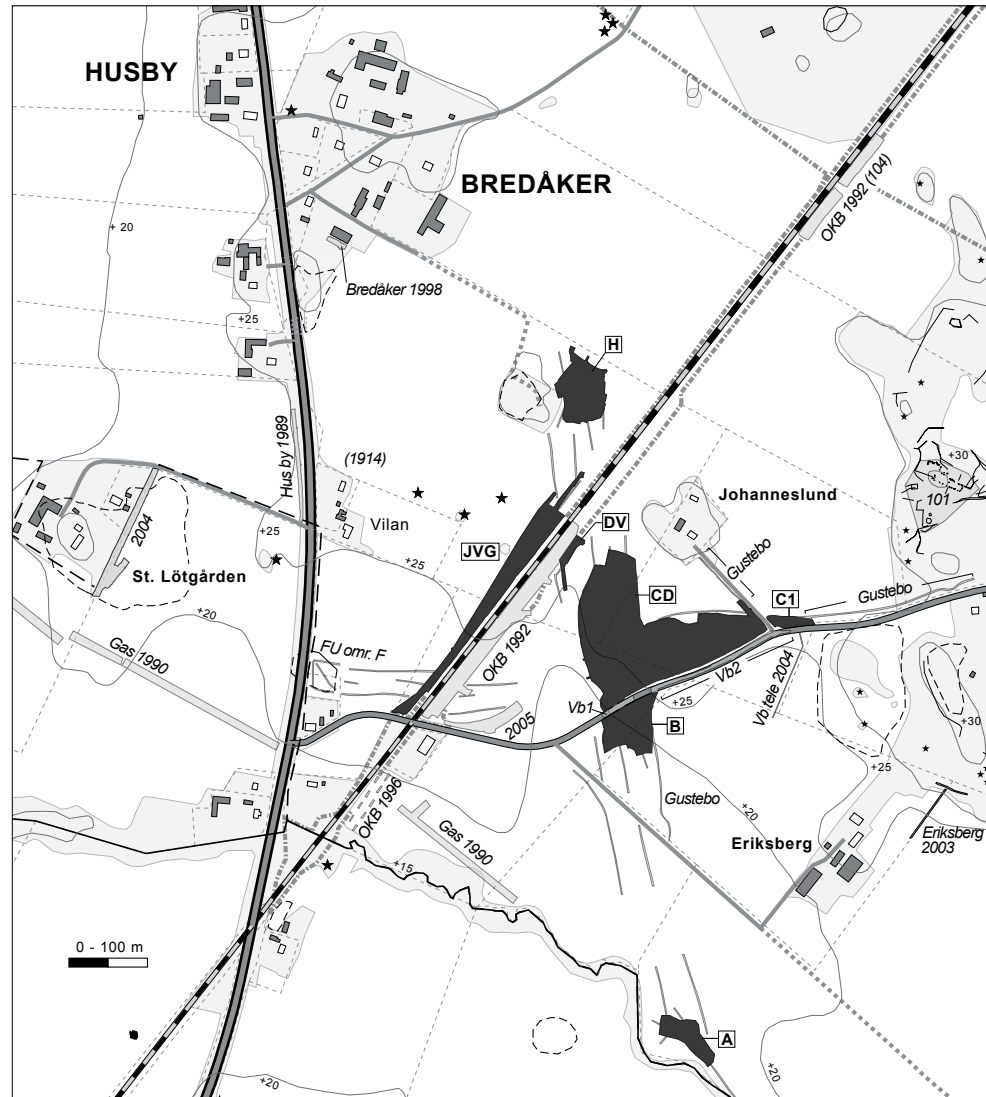 HUSBY
BREDÅKER
OKB 1992 (104)
+ 20
Bredåker 1998
+25
H
Hus by 1989
(1914)
Vilan
Johanneslund
+30
101
2004
+25
St. Lötgården
JVG
DV
+25
Gustebo
CD
C1
Gustebo
+20
Gas 1990
FU omr. F
OKB 1992
Vb2
Vb tele 2004
+25
Vb1
2005
B
+30
+25
Gustebo
+20
OKB 1996
Gas 1990
Eriksberg
Eriksberg
2003
+15
0 - 100 m
A
+20
+20